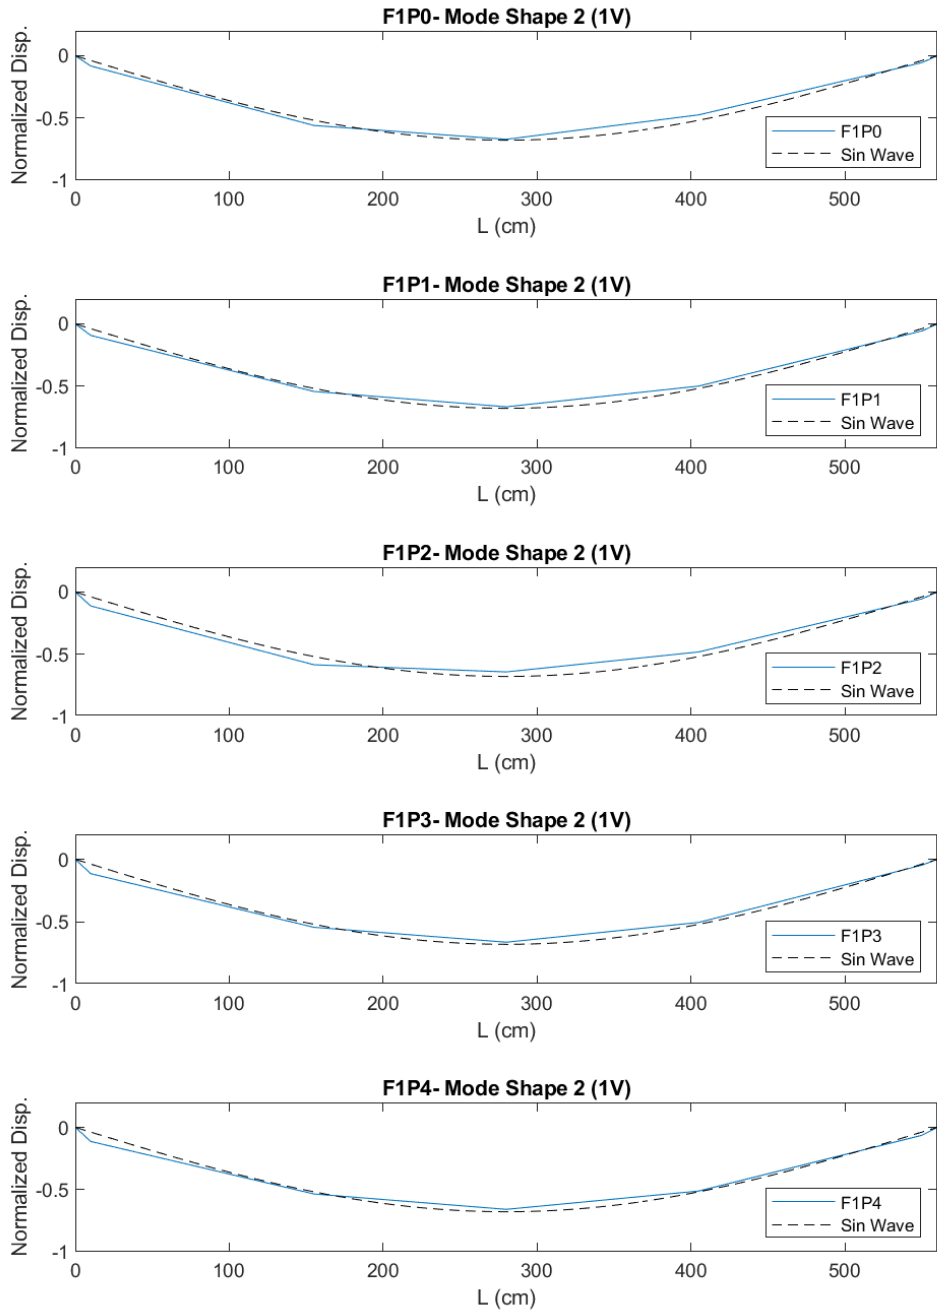 F1P0- Mode Shape 2 (1V)
Normalized Disp.
0
-0.5
-1
F1P0
Sin Wave
0 100 200 300 400 500
L (cm)
F1P1- Mode Shape 2 (1V)
Normalized Disp.
0
-0.5
-1
F1P1
Sin Wave
0 100 200 300 400 500
L (cm)
F1P2- Mode Shape 2 (1V)
Normalized Disp.
0
-0.5
-1
F1P2
Sin Wave
0 100 200 300 400 500
L (cm)
F1P3- Mode Shape 2 (1V)
Normalized Disp.
0
-0.5
-1
F1P3
Sin Wave
0 100 200 300 400 500
L (cm)
F1P4- Mode Shape 2 (1V)
Normalized Disp.
0
-0.5
-1
F1P4
Sin Wave
0 100 200 300 400 500
L (cm)